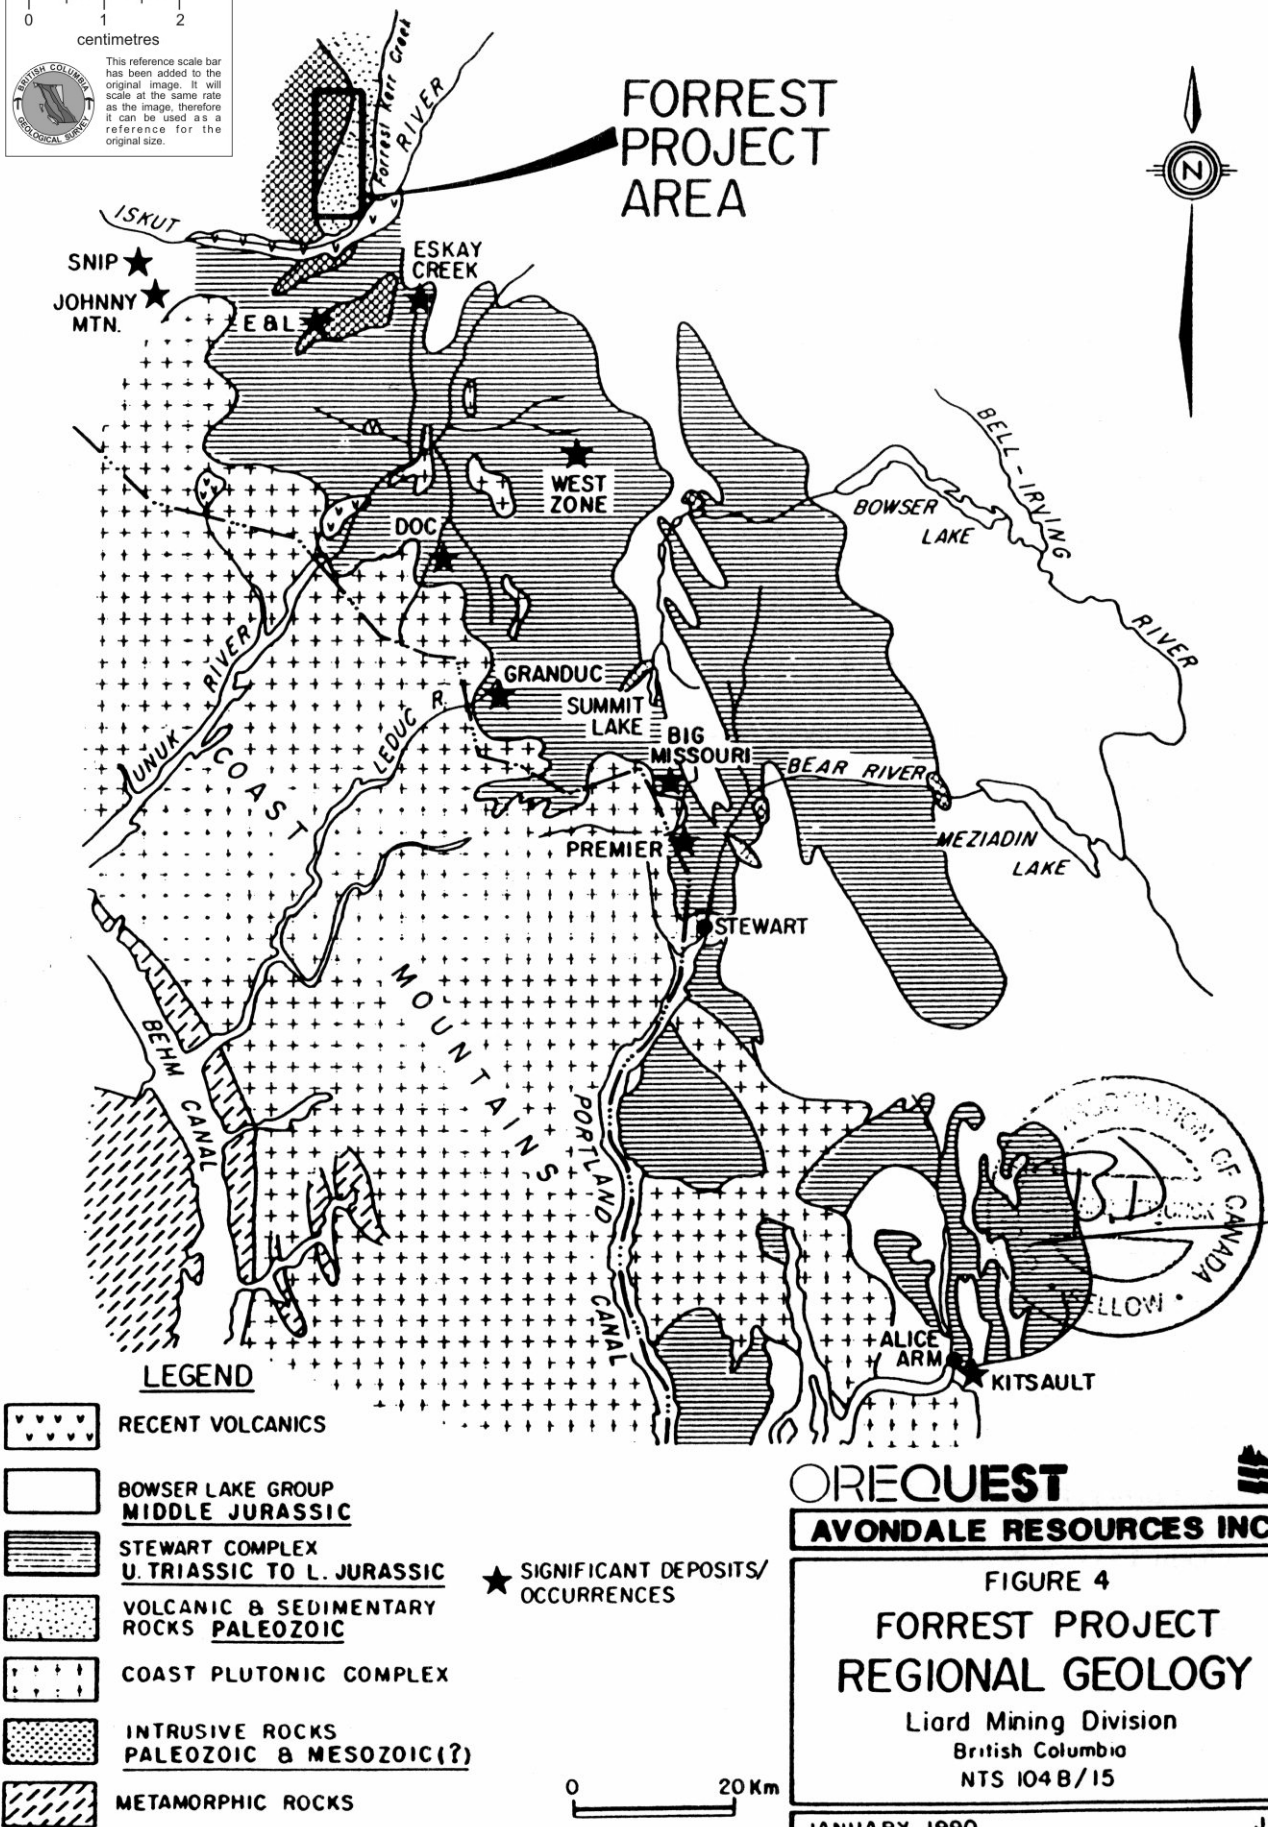 0 1 2
centimetres
This reference scale bar
has been added to the
original image. It will
scale at the same rate
as the image, therefore
it can be used as a
reference for the
original size.
BRITISH COLUMBIA
GEOLOGICAL SURVEY
Forrest Kerr Creek
RIVER
FORREST
PROJECT
AREA
N
ISKUT
SNIP
JOHNNY
MTN.
E & L
ESKAY
CREEK
WEST
ZONE
DOC
BELL-IRVING
RIVER
BOWSER
LAKE
UNUK
RIVER
LEDUC R.
GRANDUC
SUMMIT
LAKE
BIG
MISSOURI
BEAR RIVER
MEZIADIN
LAKE
PREMIER
STEWART
COAST
MOUNTAINS
BEHM
CANAL
PORTLAND
CANAL
OF CANADA
FELLOW
ALICE
ARM
KITSAULT
LEGEND
RECENT VOLCANICS
BOWSER LAKE GROUP
MIDDLE JURASSIC
STEWART COMPLEX
U. TRIASSIC TO L. JURASSIC
VOLCANIC & SEDIMENTARY
ROCKS PALEOZOIC
COAST PLUTONIC COMPLEX
INTRUSIVE ROCKS
PALEOZOIC & MESOZOIC(?)
METAMORPHIC ROCKS
SIGNIFICANT DEPOSITS/
OCCURRENCES
0 20 Km
OREQUEST
AVONDALE RESOURCES INC
FIGURE 4
FORREST PROJECT
REGIONAL GEOLOGY
Liard Mining Division
British Columbia
NTS 104 B/15
JANUARY 1990